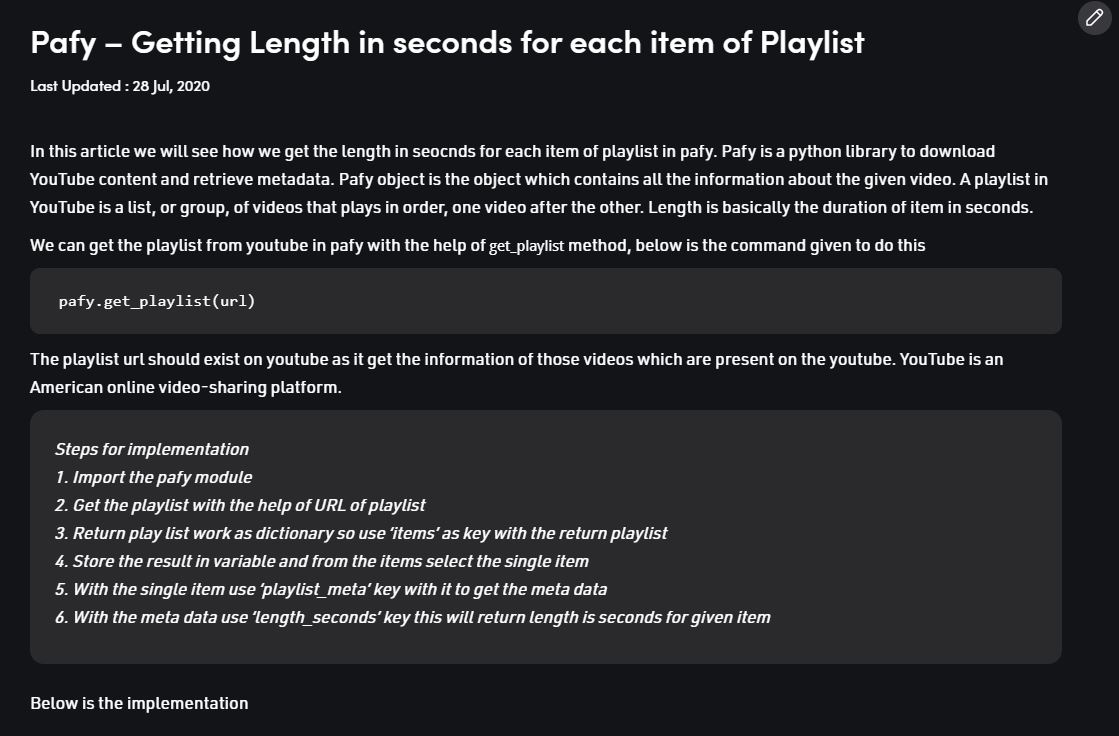 Pafy – Getting Length in seconds for each item of Playlist
Last Updated : 28 Jul, 2020
In this article we will see how we get the length in seocnds for each item of playlist in pafy. Pafy is a python library to download
YouTube content and retrieve metadata. Pafy object is the object which contains all the information about the given video. A playlist in
YouTube is a list, or group, of videos that plays in order, one video after the other. Length is basically the duration of item in seconds.
We can get the playlist from youtube in pafy with the help of get_playlist method, below is the command given to do this
pafy.get_playlist(url)
The playlist url should exist on youtube as it get the information of those videos which are present on the youtube. YouTube is an
American online video-sharing platform.
Steps for implementation
1. Import the pafy module
2. Get the playlist with the help of URL of playlist
3. Return play list work as dictionary so use ‘items’ as key with the return playlist
4. Store the result in variable and from the items select the single item
5. With the single item use ‘playlist_meta’ key with it to get the meta data
6. With the meta data use ‘length_seconds’ key this will return length is seconds for given item
Below is the implementation